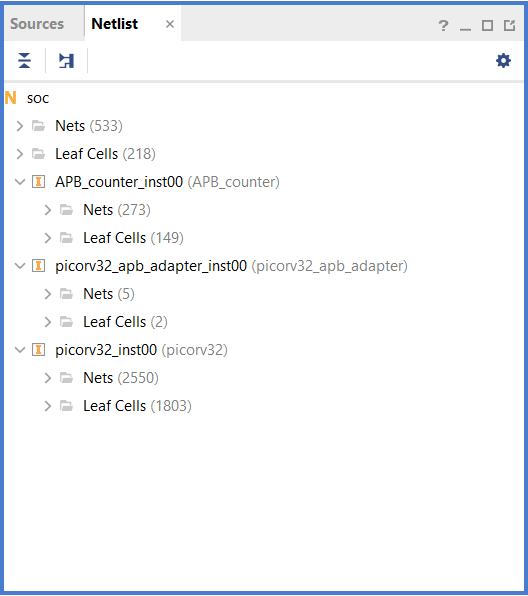 Sources Netlist × ?
N soc
Nets (533)
Leaf Cells (218)
I APB_counter_inst00 (APB_counter)
Nets (273)
Leaf Cells (149)
I picorv32_apb_adapter_inst00 (picorv32_apb_adapter)
Nets (5)
Leaf Cells (2)
I picorv32_inst00 (picorv32)
Nets (2550)
Leaf Cells (1803)